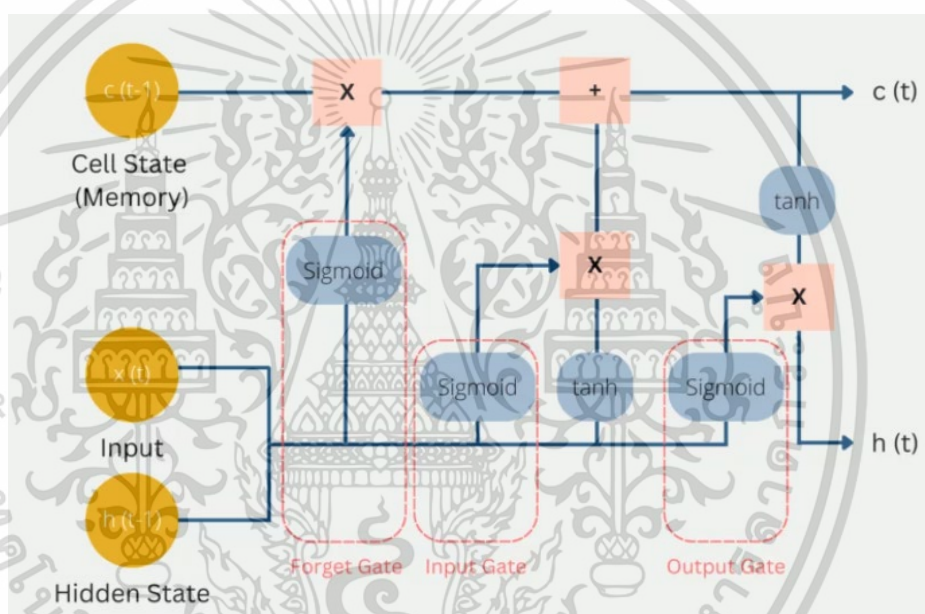 c (t-1)
X
+
c (t)
Cell State
(Memory)
tanh
Sigmoid
X
X
x (t)
Sigmoid
tanh
Sigmoid
Input
h (t)
h (t-1)
Forget Gate
Input Gate
Output Gate
Hidden State